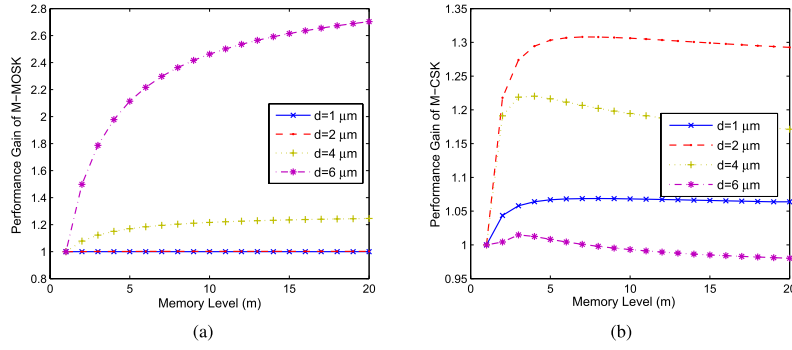 Performance Gain of M−MOSK
2.8
2.6
2.4
2.2
2
1.8
1.6
1.4
1.2
1
0.8
0
5
10
15
20
Memory Level (m)
d=1 μm
d=2 μm
d=4 μm
d=6 μm
(a)
Performance Gain of M−CSK
1.35
1.3
1.25
1.2
1.15
1.1
1.05
1
0.95
0
5
10
15
20
Memory Level (m)
d=1 μm
d=2 μm
d=4 μm
d=6 μm
(b)